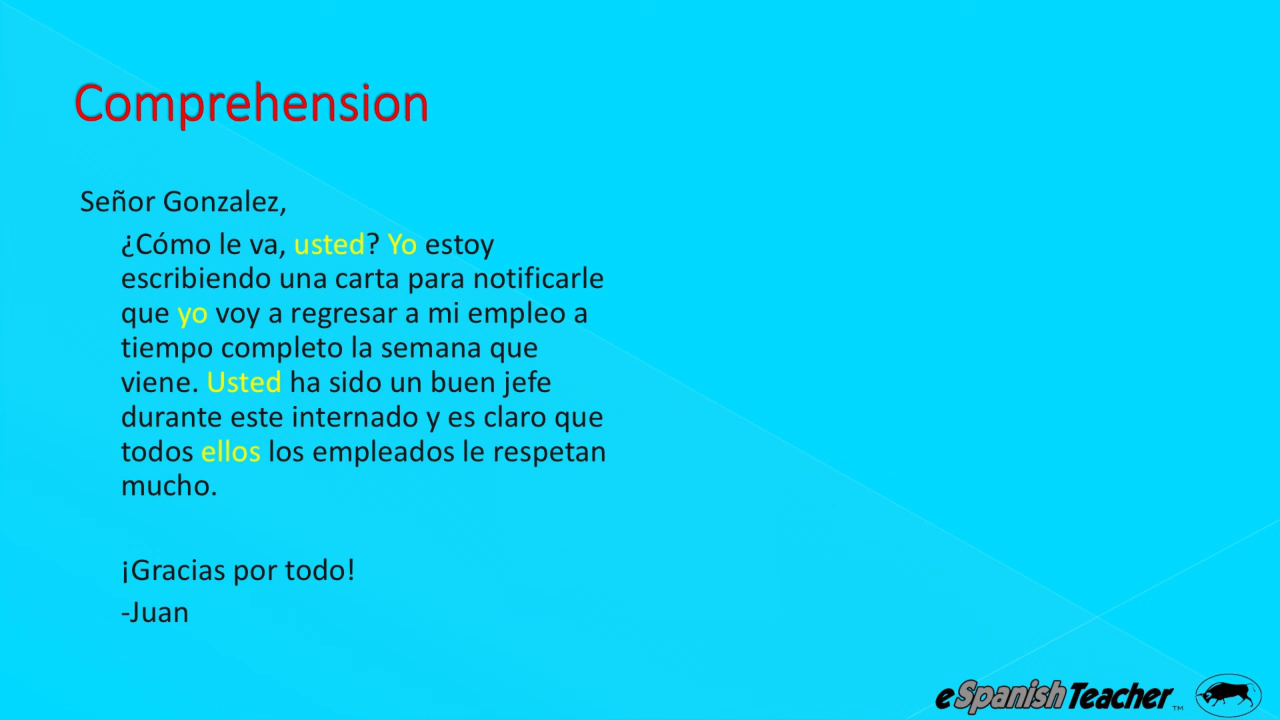 Comprehension
Señor Gonzalez,
¿Cómo le va, usted? Yo estoy
escribiendo una carta para notificarle
que yo voy a regresar a mi empleo a
tiempo completo la semana que
viene. Usted ha sido un buen jefe
durante este internado y es claro que
todos ellos los empleados le respetan
mucho.
¡Gracias por todo!
-Juan
eSpanishTeacher™